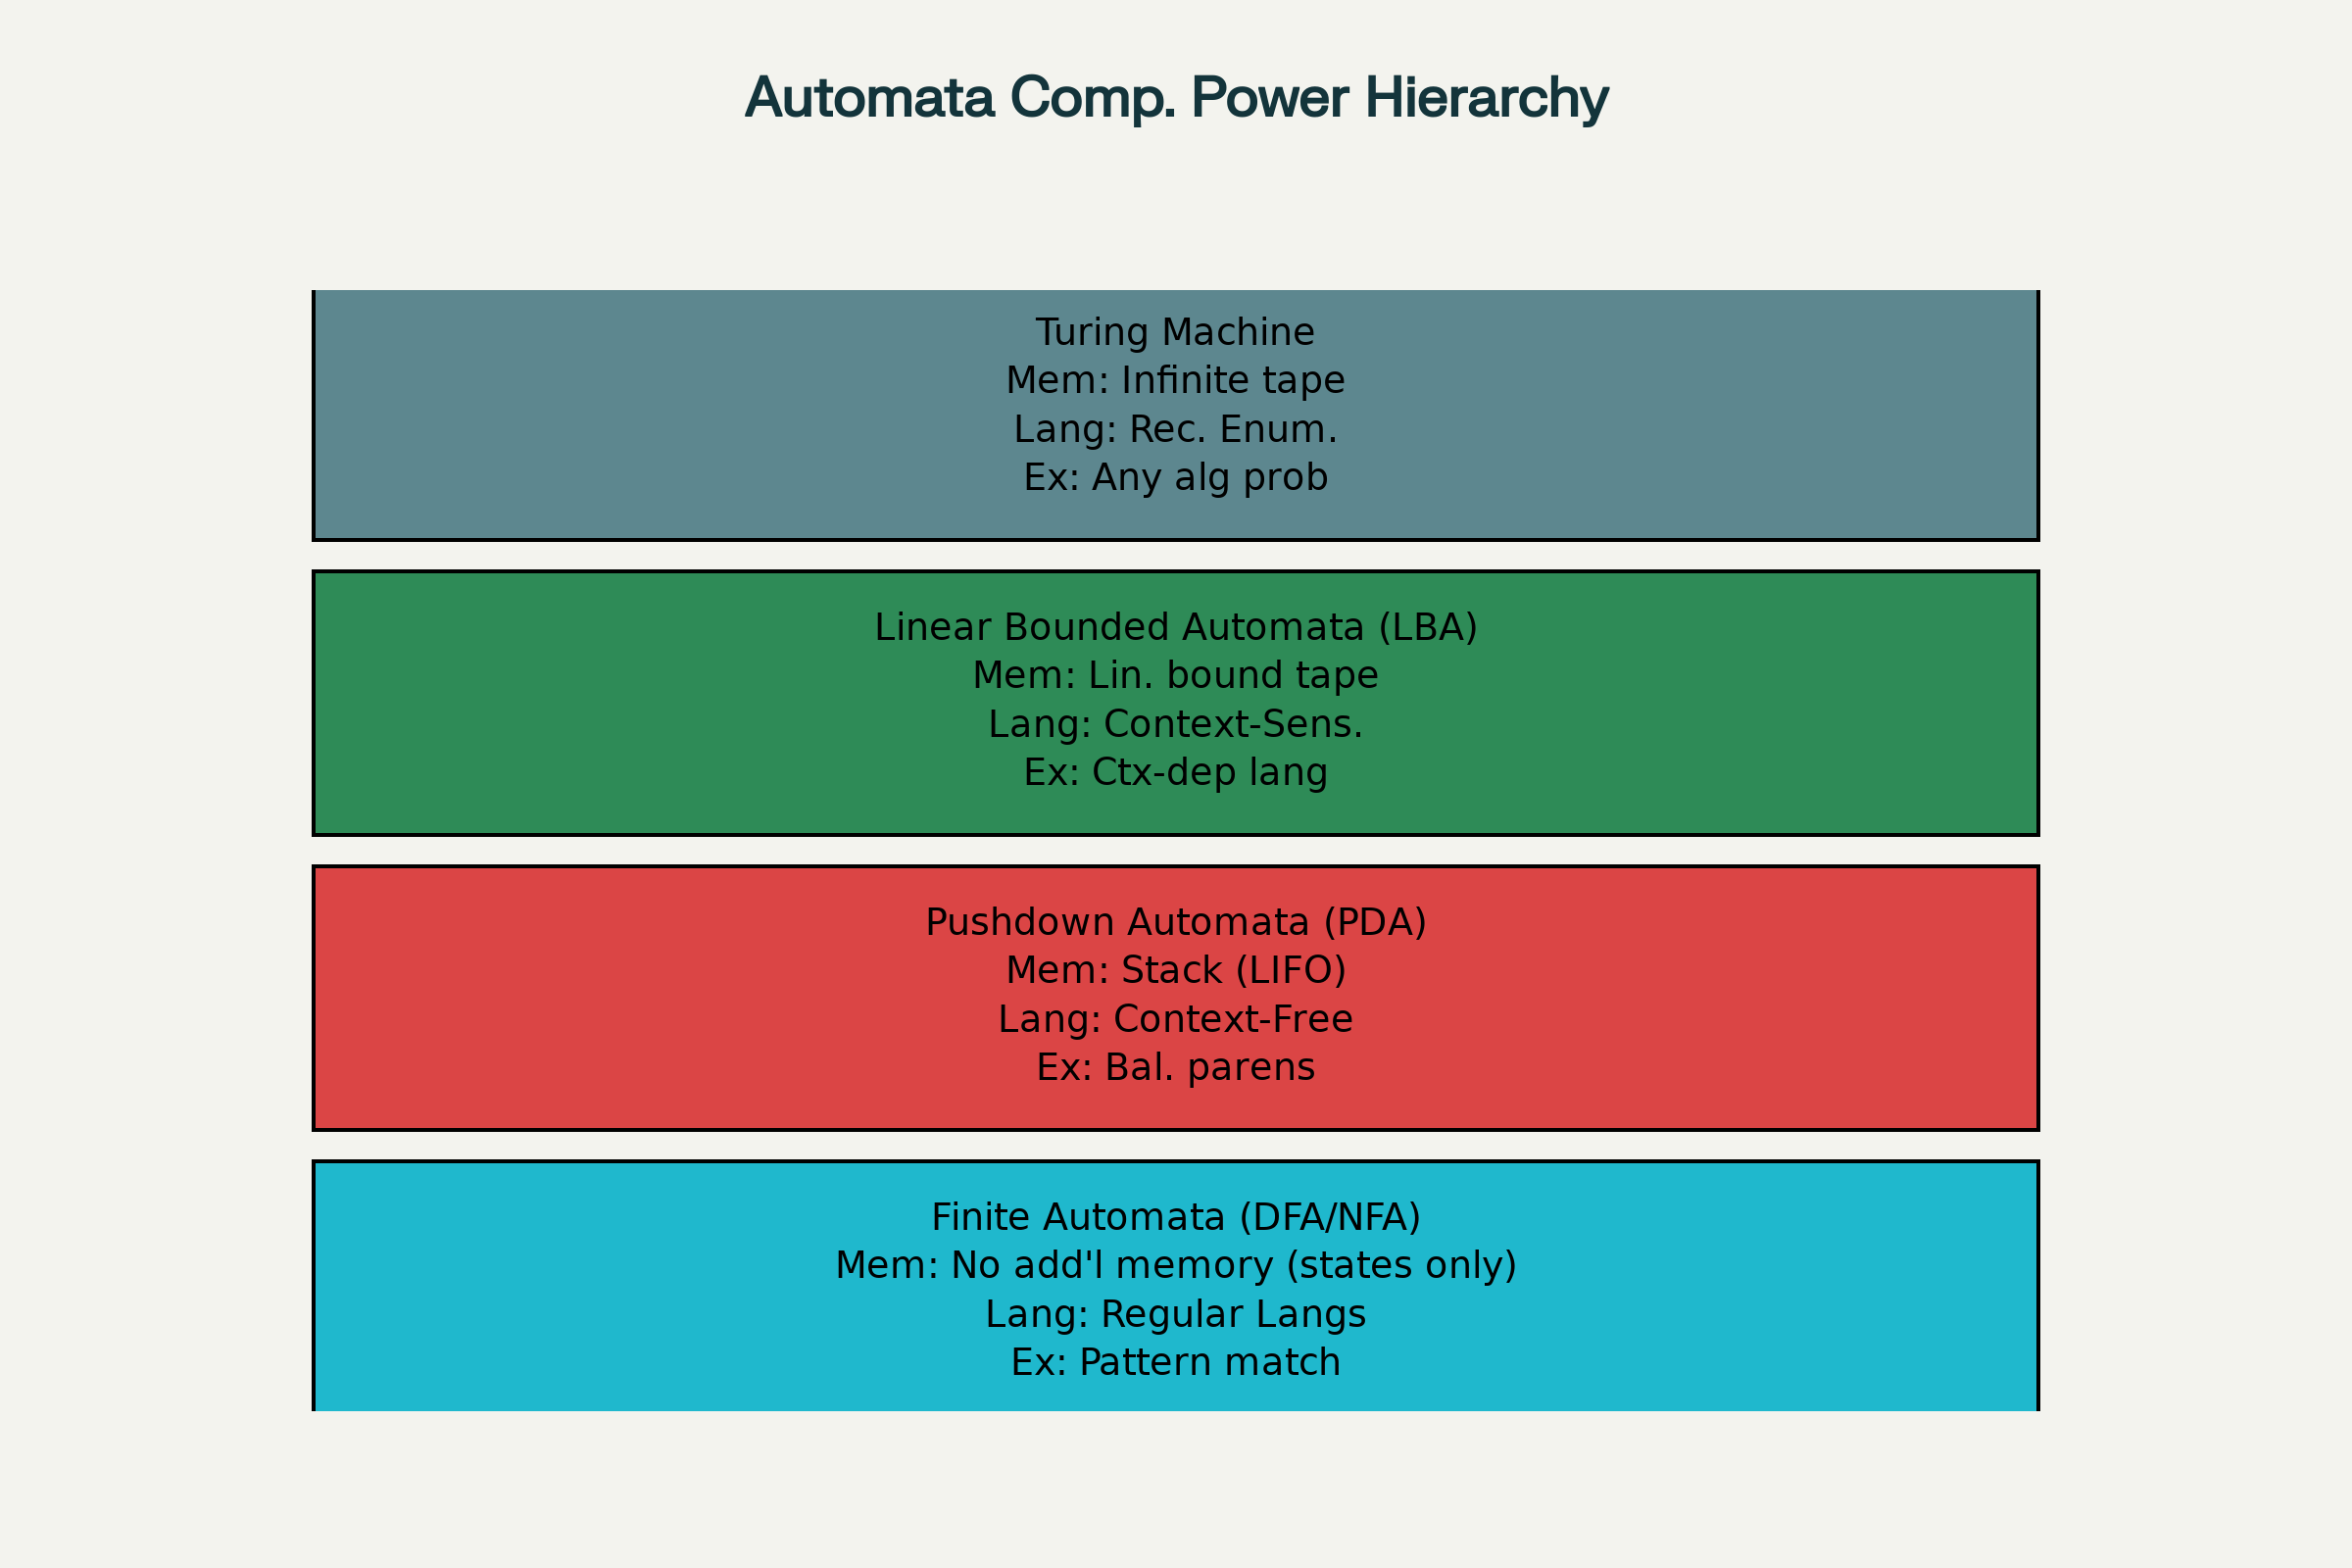 Automata Comp. Power Hierarchy
Turing Machine
Mem: Infinite tape
Lang: Rec. Enum.
Ex: Any alg prob
Linear Bounded Automata (LBA)
Mem: Lin. bound tape
Lang: Context-Sens.
Ex: Ctx-dep lang
Pushdown Automata (PDA)
Mem: Stack (LIFO)
Lang: Context-Free
Ex: Bal. parens
Finite Automata (DFA/NFA)
Mem: No add'l memory (states only)
Lang: Regular Langs
Ex: Pattern match